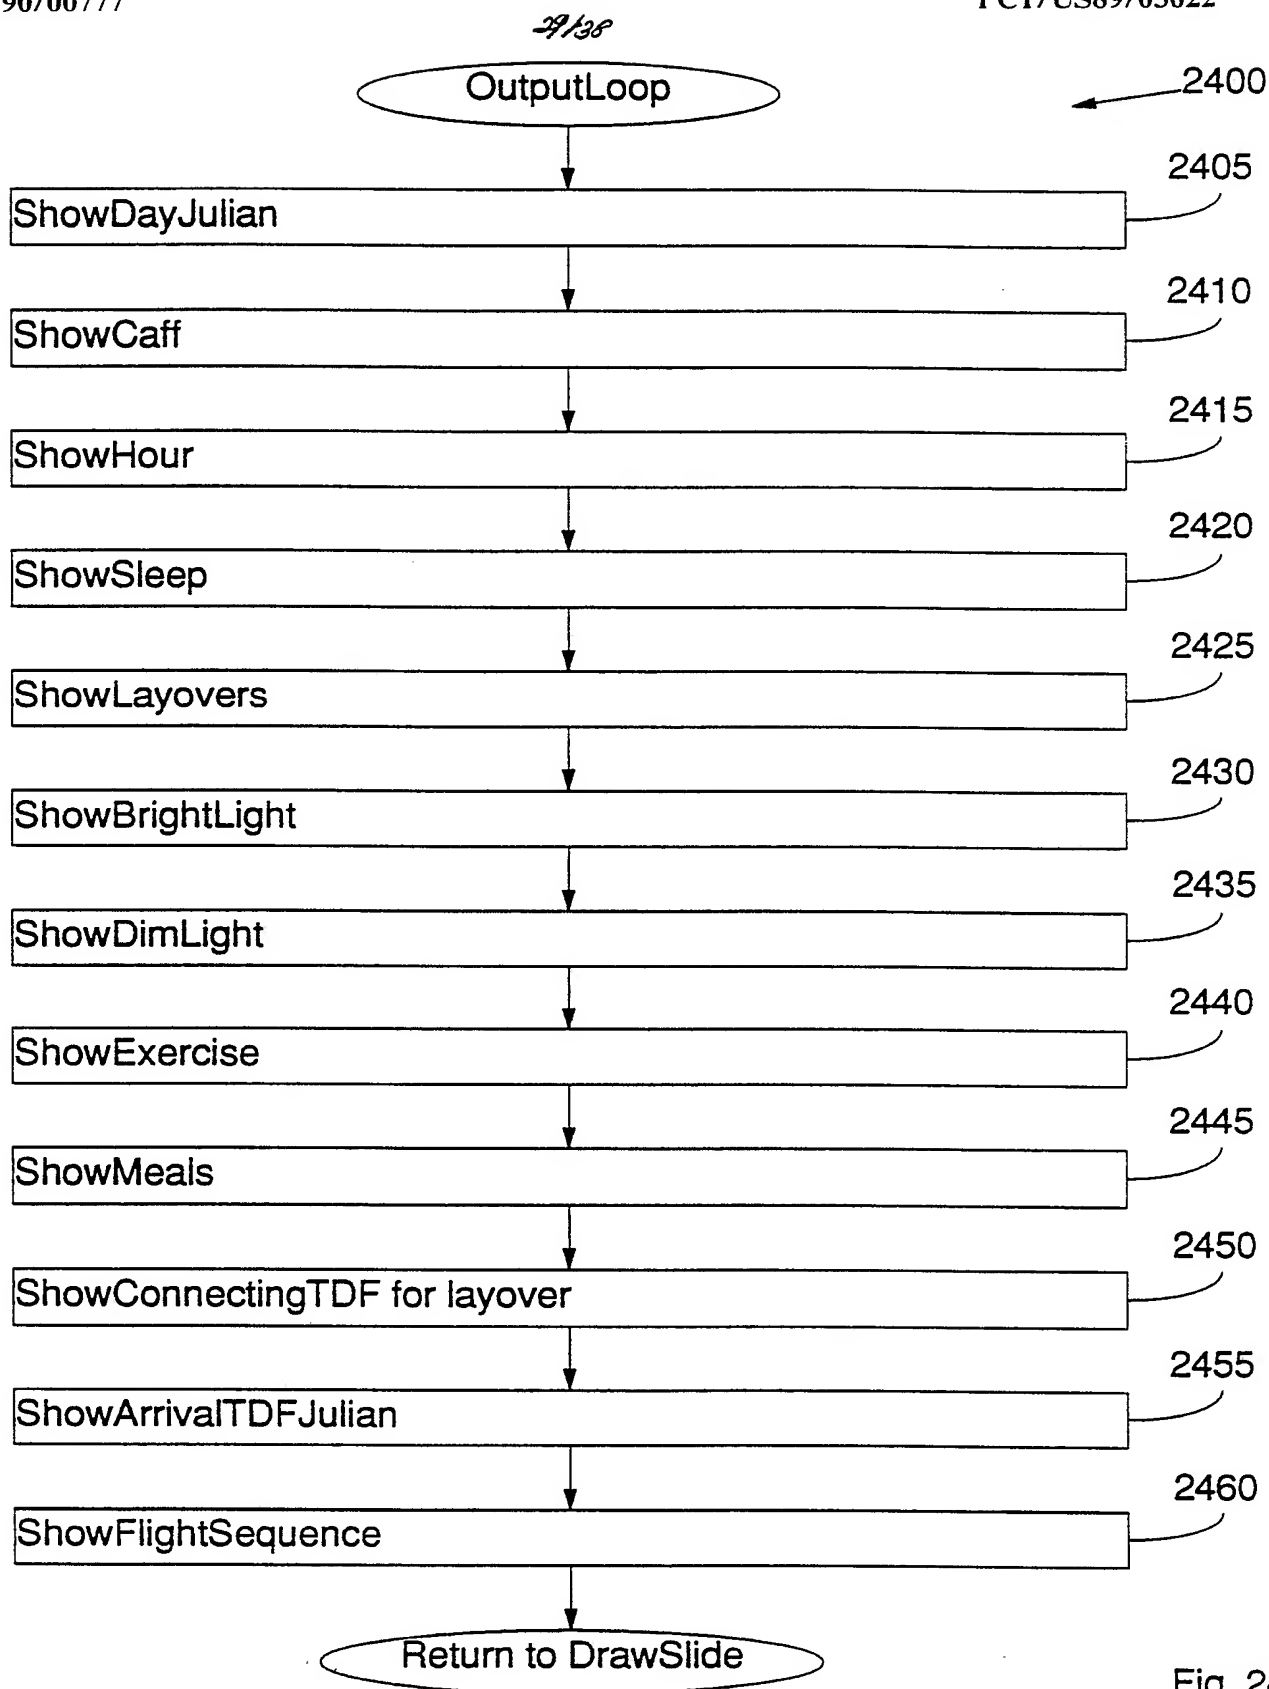 29/38
OutputLoop
2400
2405
ShowDayJulian
2410
ShowCaff
2415
ShowHour
2420
ShowSleep
2425
ShowLayovers
2430
ShowBrightLight
2435
ShowDimLight
2440
ShowExercise
2445
ShowMeals
2450
ShowConnectingTDF for layover
2455
ShowArrivalTDFJulian
2460
ShowFlightSequence
Return to DrawSlide
Fig.